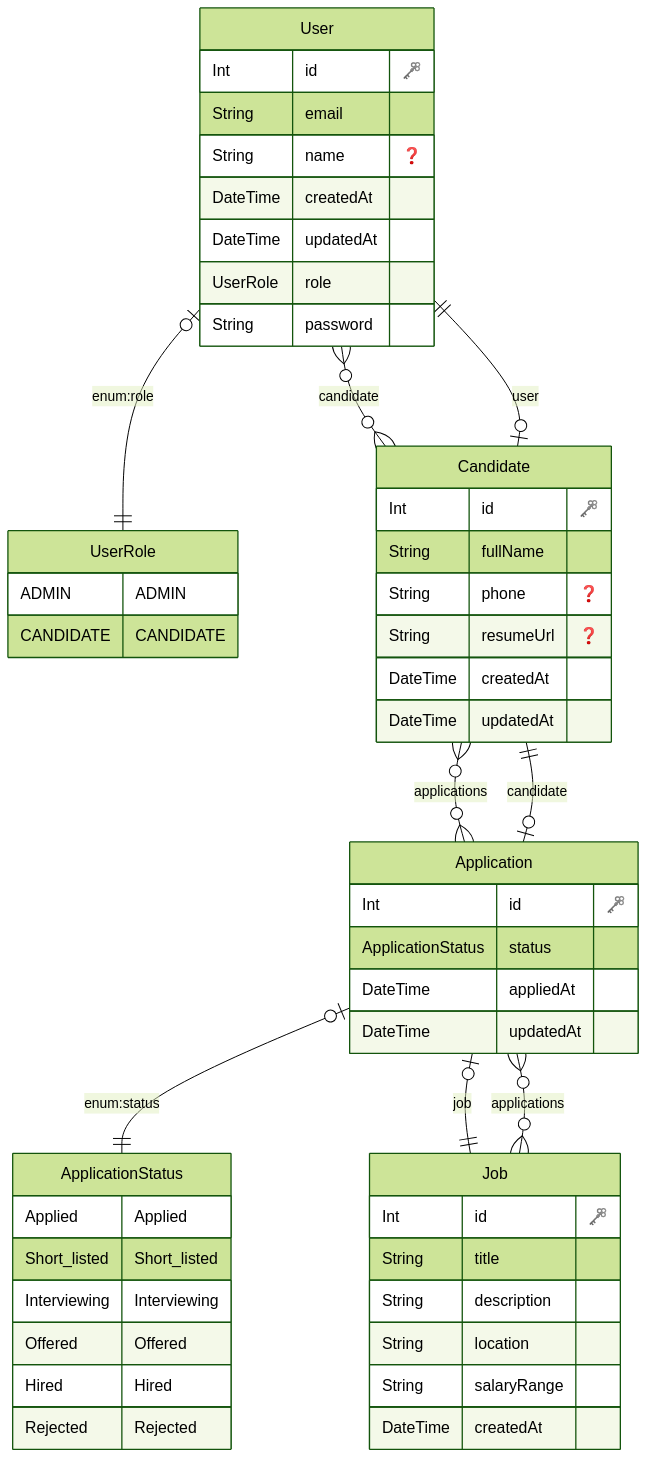 User
Int id
String email
String name ❓
DateTime createdAt
DateTime updatedAt
UserRole role
String password
enum:role
candidate
user
UserRole
ADMIN ADMIN
CANDIDATE CANDIDATE
Candidate
Int id
String fullName
String phone ❓
String resumeUrl ❓
DateTime createdAt
DateTime updatedAt
applications
candidate
Application
Int id
ApplicationStatus status
DateTime appliedAt
DateTime updatedAt
enum:status
job
applications
ApplicationStatus
Applied Applied
Short_listed Short_listed
Interviewing Interviewing
Offered Offered
Hired Hired
Rejected Rejected
Job
Int id
String title
String description
String location
String salaryRange
DateTime createdAt